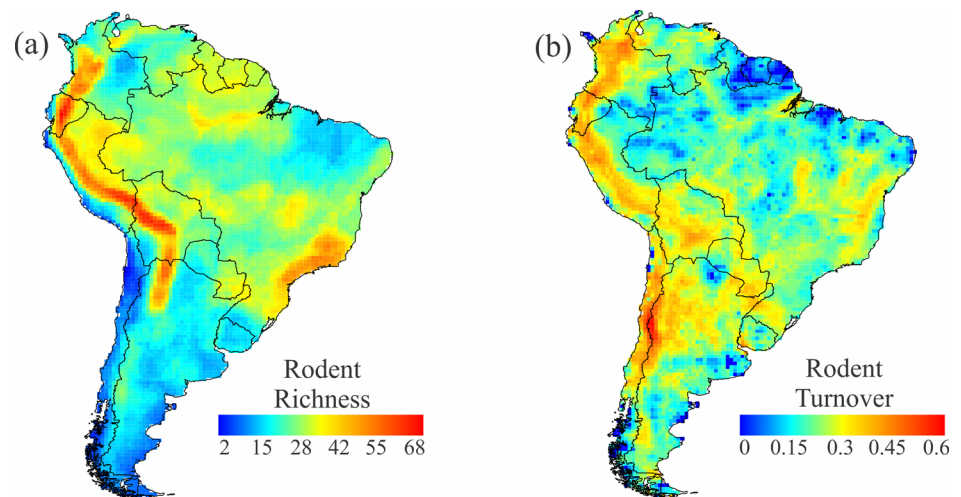 (a)
(b)
Rodent
Richness
2 15 28 42 55 68
Rodent
Turnover
0 0.15 0.3 0.45 0.6